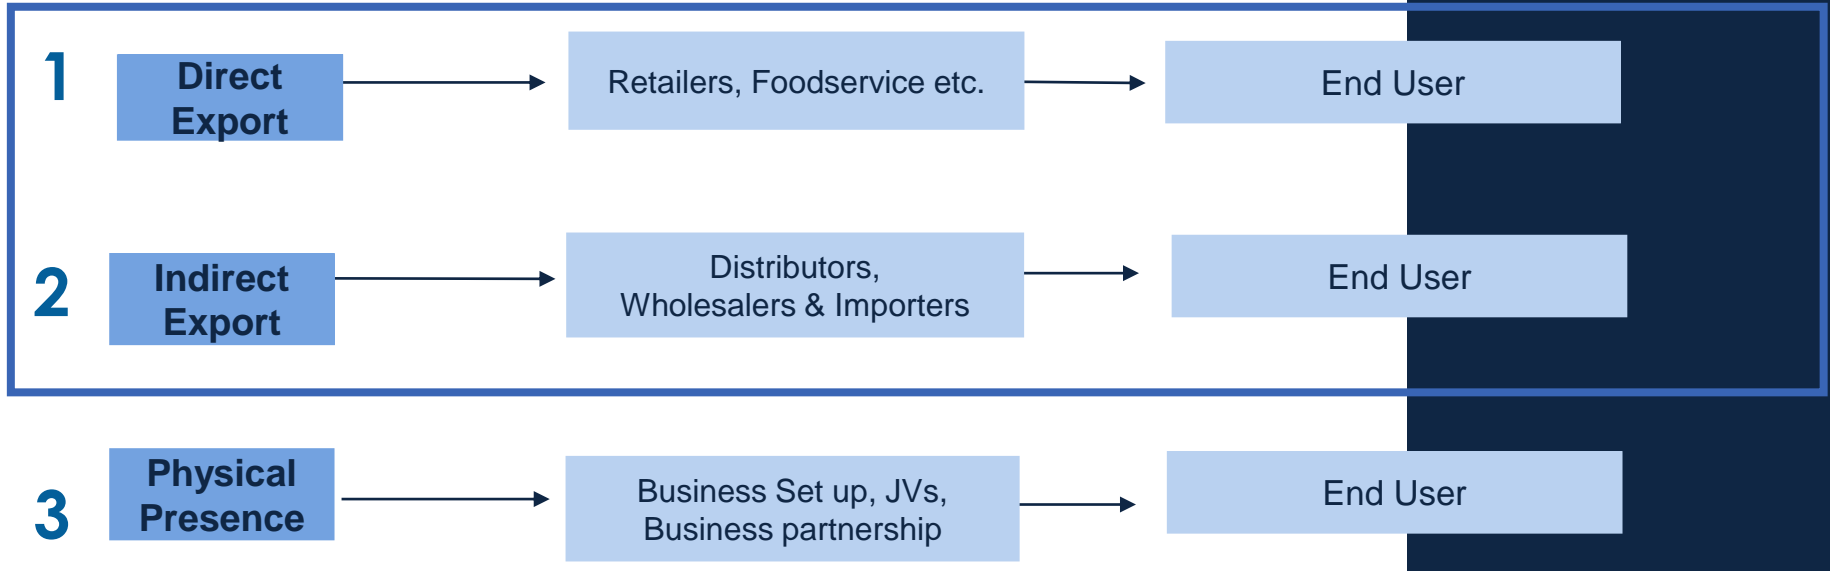 1
Direct
Export
Retailers, Foodservice etc.
End User
2
Indirect
Export
Distributors,
Wholesalers & Importers
End User
3
Physical
Presence
Business Set up, JVs,
Business partnership
End User